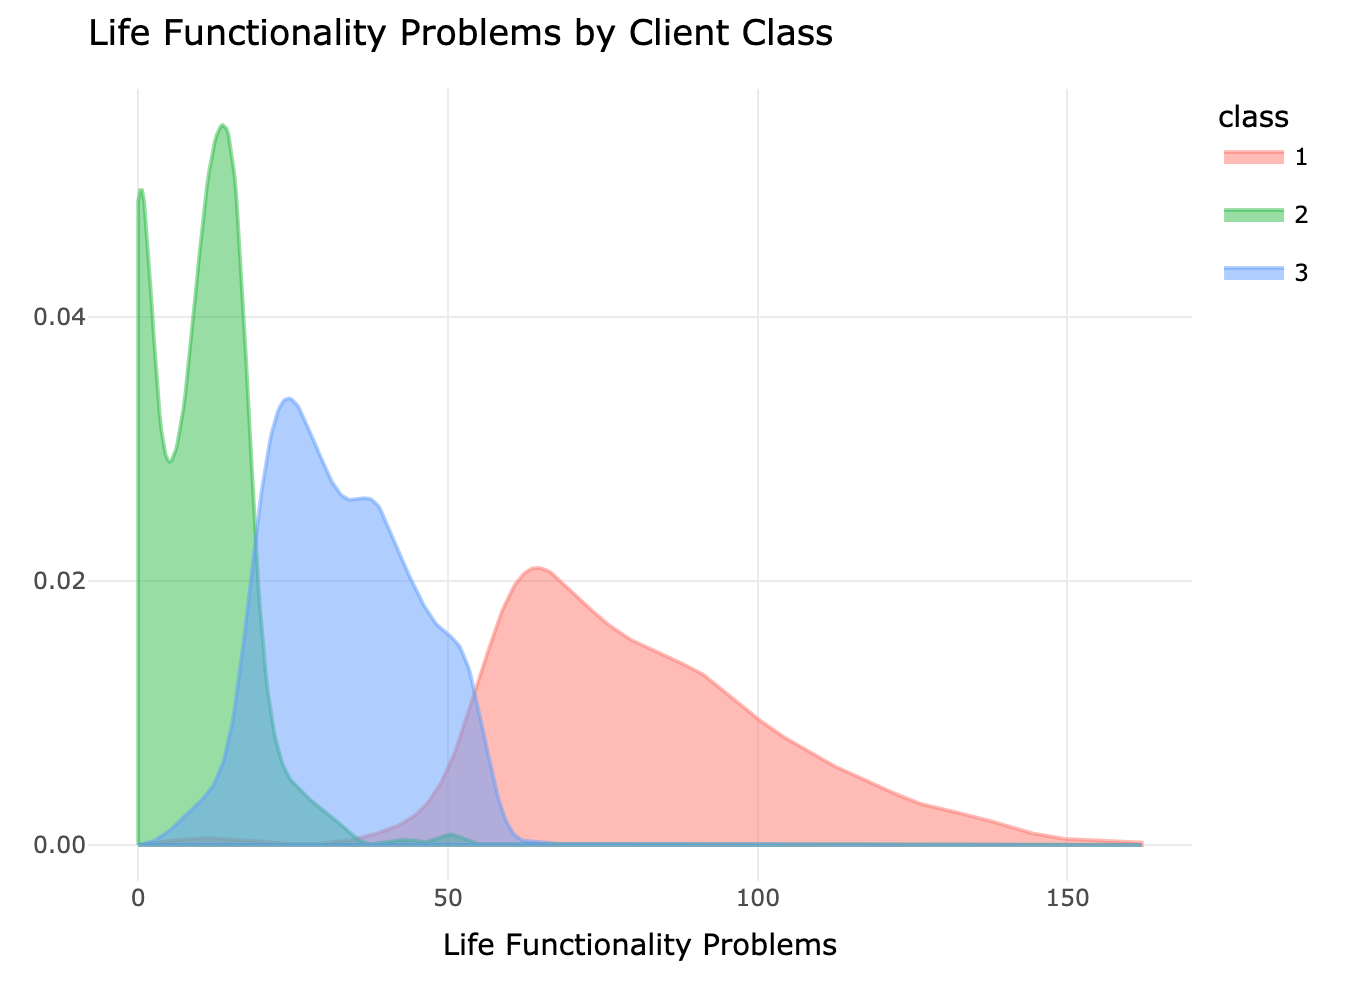 Life Functionality Problems by Client Class
class
1
2
3
0.04
0.02
0.00
0 50 100 150
Life Functionality Problems